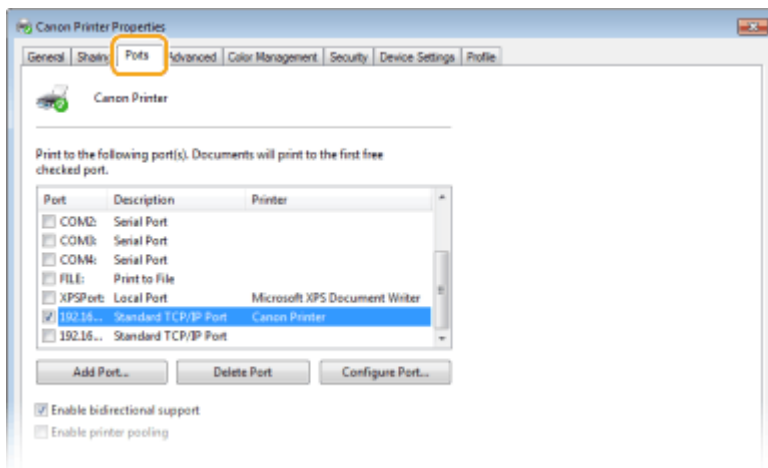 Canon Printer Properties
General Sharing Ports Advanced Color Management Security Device Settings Profile
Canon Printer
Print to the following port(s). Documents will print to the first free
checked port.
Port Description Printer
COM2: Serial Port
COM3: Serial Port
COM4: Serial Port
FILE: Print to File
XPSPort: Local Port Microsoft XPS Document Writer
192.16... Standard TCP/IP Port Canon Printer
192.16... Standard TCP/IP Port
Add Port... Delete Port Configure Port...
Enable bidirectional support
Enable printer pooling